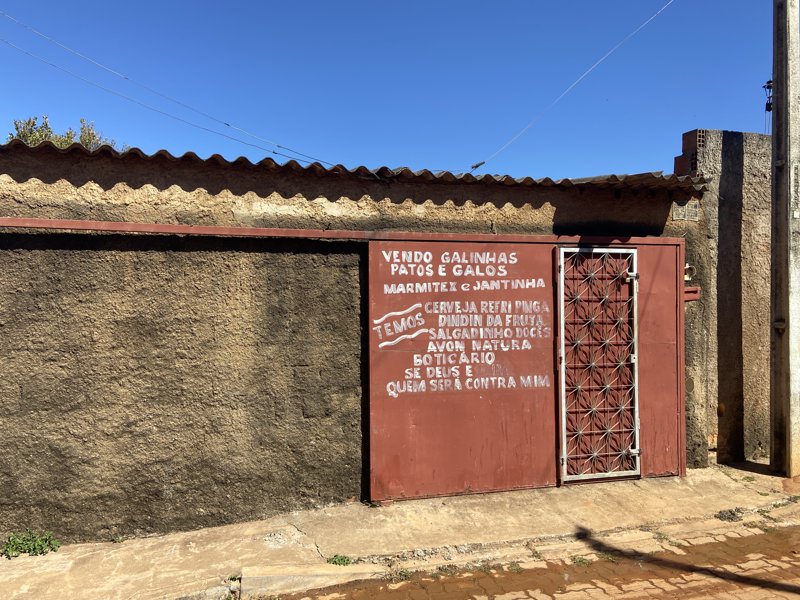 VENDO GALINHAS
PATOS E GALOS
MARMITEX e JANTINHA
TEMOS
CERVEJA REFRI PINGA
DINDIN DA FRUTA
SALGADINHO DOCÊS
AVON NATURA
BOTICÁRIO
SE DEUS E
QUEM SERÁ CONTRA MIM